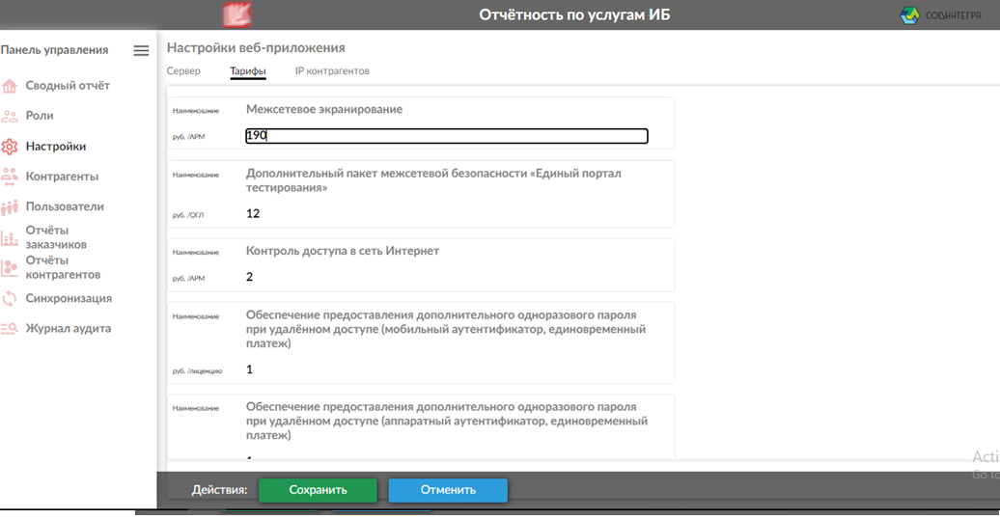 Отчётность по услугам ИБ
СОВИНТЕГРА
Панель управления
Сводный отчёт
Роли
Настройки
Контрагенты
Пользователи
Отчёты
заказчиков
Отчёты
контрагентов
Синхронизация
Журнал аудита
Настройки веб-приложения
Сервер Тарифы IP контрагентов
Наименование Межсетевое экранирование
руб. /АРМ 190
Наименование Дополнительный пакет межсетевой безопасности «Единый портал
тестирования»
руб. /ОГЛ 12
Наименование Контроль доступа в сеть Интернет
руб. /АРМ 2
Наименование Обеспечение предоставления дополнительного одноразового пароля
при удалённом доступе (мобильный аутентификатор, единовременный
платеж)
руб. /лицензию 1
Наименование Обеспечение предоставления дополнительного одноразового пароля
при удалённом доступе (аппаратный аутентификатор, единовременный
платеж)
Acti
Go to
Действия: Сохранить Отменить